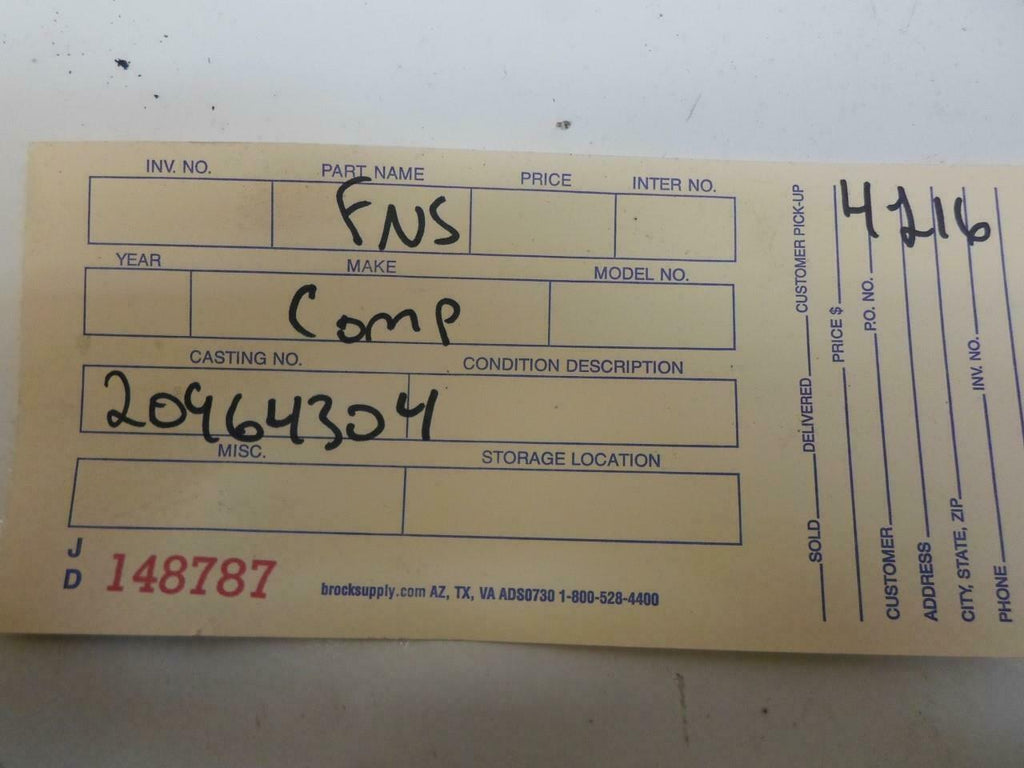 INV. NO. PART NAME PRICE INTER NO.
FNS
YEAR MAKE MODEL NO.
Comp
CASTING NO. CONDITION DESCRIPTION
20964304
MISC. STORAGE LOCATION
J
D
148787
brocksupply.com AZ, TX, VA ADS0730 1-800-528-4400
4216
SOLD DELIVERED CUSTOMER PICK-UP
PRICE $
CUSTOMER P.O. NO.
ADDRESS
CITY, STATE, ZIP INV. NO.
PHONE